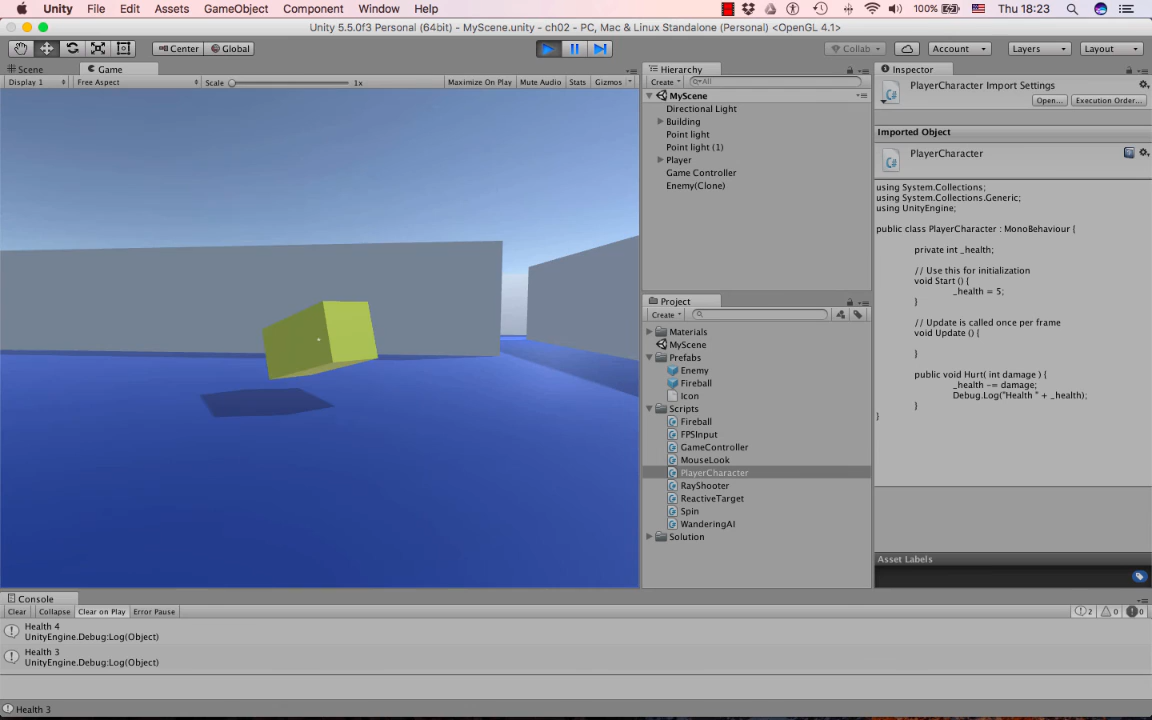 Unity File Edit Assets GameObject Component Window Help 100% Thu 18:23
Unity 5.5.0f3 Personal (64bit) - MyScene.unity - ch02 - PC, Mac & Linux Standalone (Personal) <OpenGL 4.1>
Center Global Collab Account Layers Layout
Scene Game
Display 1 Free Aspect Scale 1x Maximize On Play Mute Audio Stats Gizmos
Hierarchy
Create All
MyScene
Directional Light
Building
Point light
Point light (1)
Player
Game Controller
Enemy(Clone)
Project
Create
Materials
MyScene
Prefabs
Enemy
Fireball
Icon
Scripts
Fireball
FPSInput
GameController
MouseLook
PlayerCharacter
RayShooter
ReactiveTarget
Spin
WanderingAI
Solution
Inspector
PlayerCharacter Import Settings
Open... Execution Order...
Imported Object
PlayerCharacter
using System.Collections;
using System.Collections.Generic;
using UnityEngine;
public class PlayerCharacter : MonoBehaviour {
private int _health;
// Use this for initialization
void Start () {
_health = 5;
}
// Update is called once per frame
void Update () {
}
public void Hurt( int damage ) {
_health -= damage;
Debug.Log("Health " + _health);
}
}
Asset Labels
Console
Clear Collapse Clear on Play Error Pause 2 0 0
Health 4
UnityEngine.Debug:Log(Object)
Health 3
UnityEngine.Debug:Log(Object)
Health 3